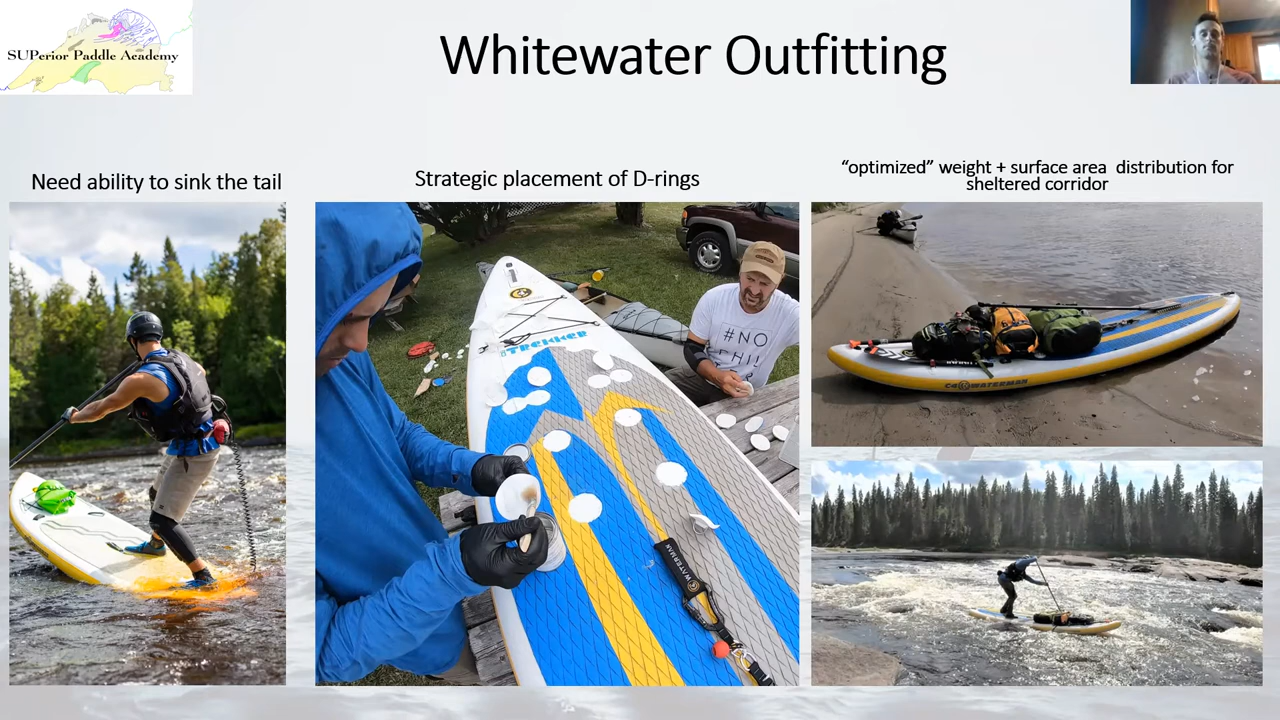 SUPerior Paddle Academy
Whitewater Outfitting
Need ability to sink the tail
Strategic placement of D-rings
“optimized” weight + surface area distribution for
sheltered corridor
TREKKER
#NO
WATERMAN
C4 WATERMAN